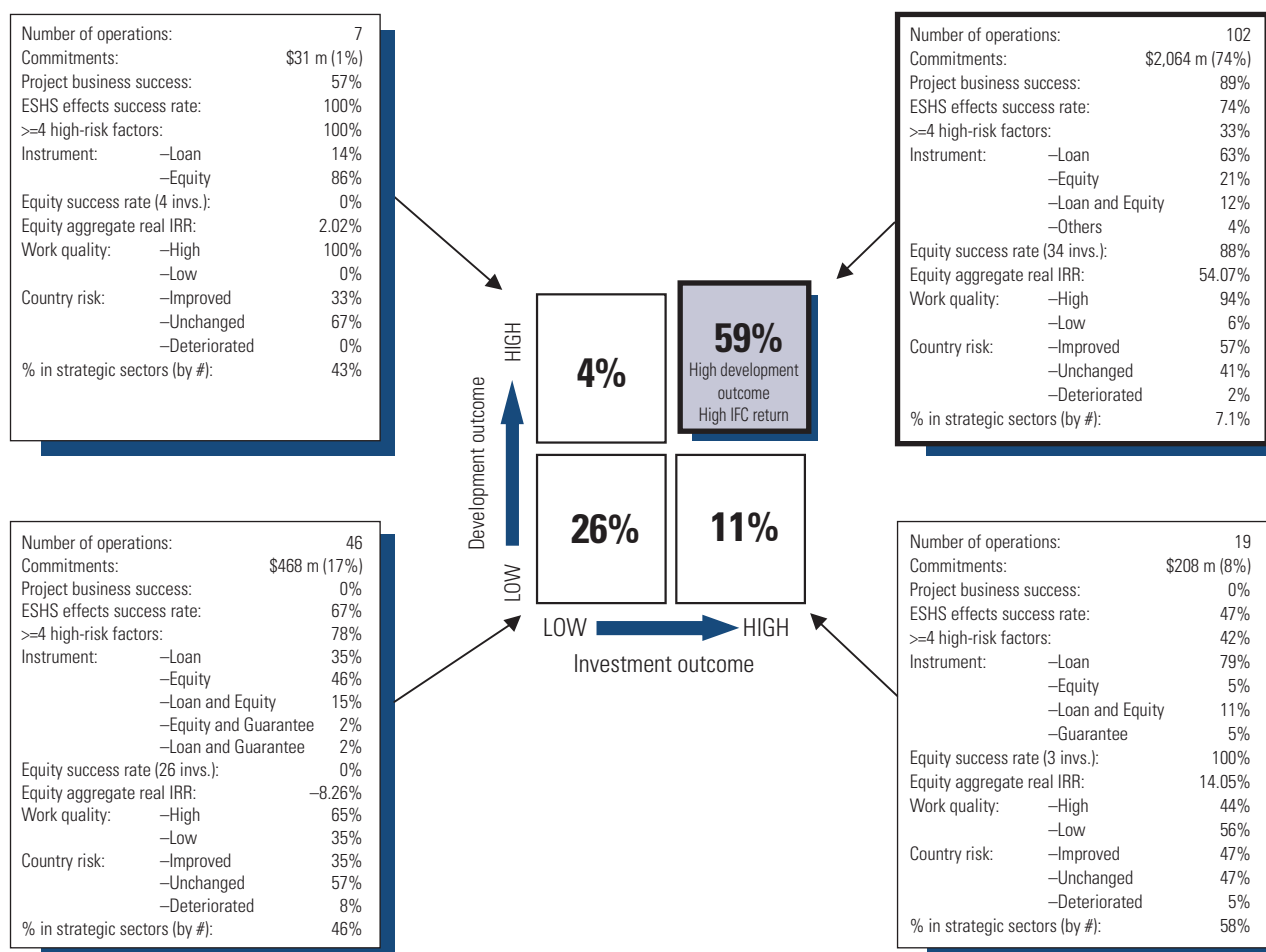 Number of operations: 7
Commitments: $31 m (1%)
Project business success: 57%
ESHS effects success rate: 100%
>=4 high-risk factors: 100%
Instrument: –Loan 14%
–Equity 86%
Equity success rate (4 invs.): 0%
Equity aggregate real IRR: 2.02%
Work quality: –High 100%
–Low 0%
Country risk: –Improved 33%
–Unchanged 67%
–Deteriorated 0%
% in strategic sectors (by #): 43%
Number of operations: 102
Commitments: $2,064 m (74%)
Project business success: 89%
ESHS effects success rate: 74%
>=4 high-risk factors: 33%
Instrument: –Loan 63%
–Equity 21%
–Loan and Equity 12%
–Others 4%
Equity success rate (34 invs.): 88%
Equity aggregate real IRR: 54.07%
Work quality: –High 94%
–Low 6%
Country risk: –Improved 57%
–Unchanged 41%
–Deteriorated 2%
% in strategic sectors (by #): 7.1%
Development outcome
HIGH
LOW
4%
59%
High development
outcome
High IFC return
26%
11%
LOW HIGH
Investment outcome
Number of operations: 46
Commitments: $468 m (17%)
Project business success: 0%
ESHS effects success rate: 67%
>=4 high-risk factors: 78%
Instrument: –Loan 35%
–Equity 46%
–Loan and Equity 15%
–Equity and Guarantee 2%
–Loan and Guarantee 2%
Equity success rate (26 invs.): 0%
Equity aggregate real IRR: –8.26%
Work quality: –High 65%
–Low 35%
Country risk: –Improved 35%
–Unchanged 57%
–Deteriorated 8%
% in strategic sectors (by #): 46%
Number of operations: 19
Commitments: $208 m (8%)
Project business success: 0%
ESHS effects success rate: 47%
>=4 high-risk factors: 42%
Instrument: –Loan 79%
–Equity 5%
–Loan and Equity 11%
–Guarantee 5%
Equity success rate (3 invs.): 100%
Equity aggregate real IRR: 14.05%
Work quality: –High 44%
–Low 56%
Country risk: –Improved 47%
–Unchanged 47%
–Deteriorated 5%
% in strategic sectors (by #): 58%